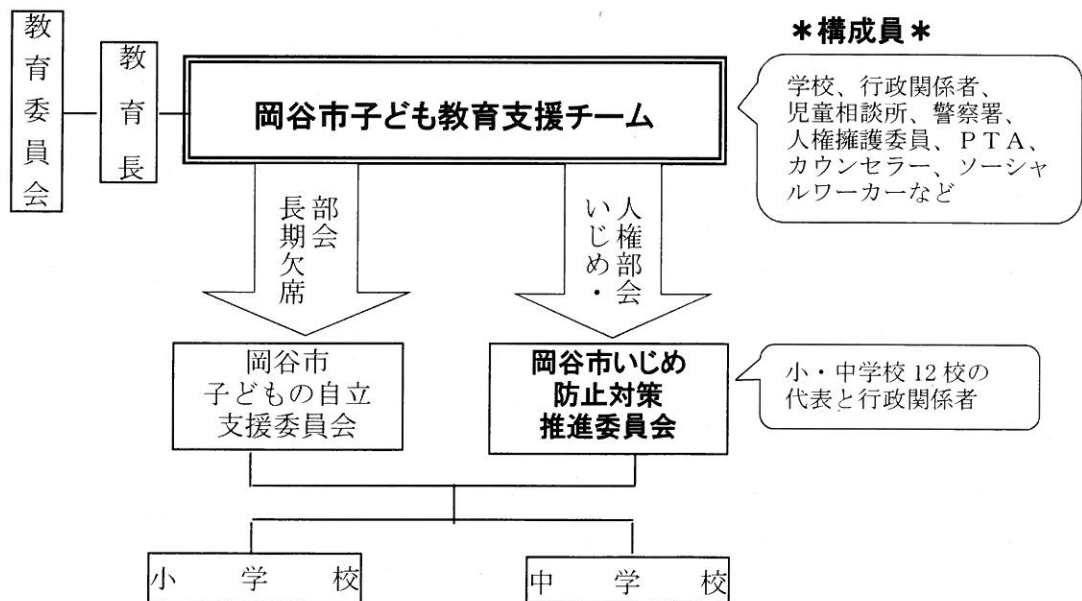 教育委員会
教育長
岡谷市子ども教育支援チーム
＊構成員＊
学校、行政関係者、
児童相談所、警察署、
人権擁護委員、ＰＴＡ、
カウンセラー、ソーシャ
ルワーカーなど
長期欠席
部会
いじめ・
人権部会
岡谷市
子どもの自立
支援委員会
岡谷市いじめ
防止対策
推進委員会
小・中学校 12 校の
代表と行政関係者
小学校
中学校